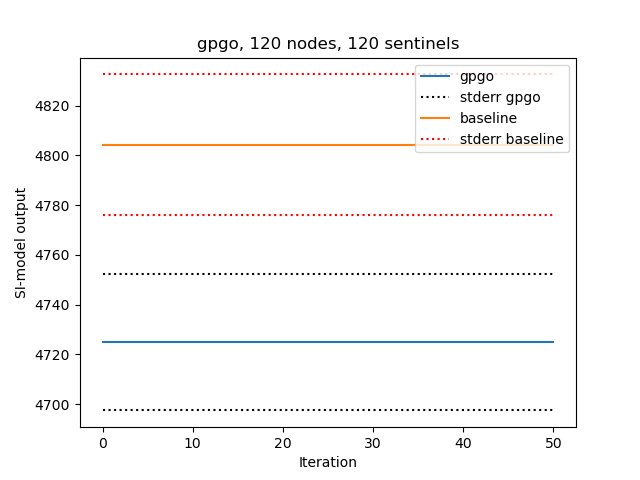 gpgo, 120 nodes, 120 sentinels
gpgo
stderr gpgo
baseline
stderr baseline
SI-model output
4820
4800
4780
4760
4740
4720
4700
0 10 20 30 40 50
Iteration